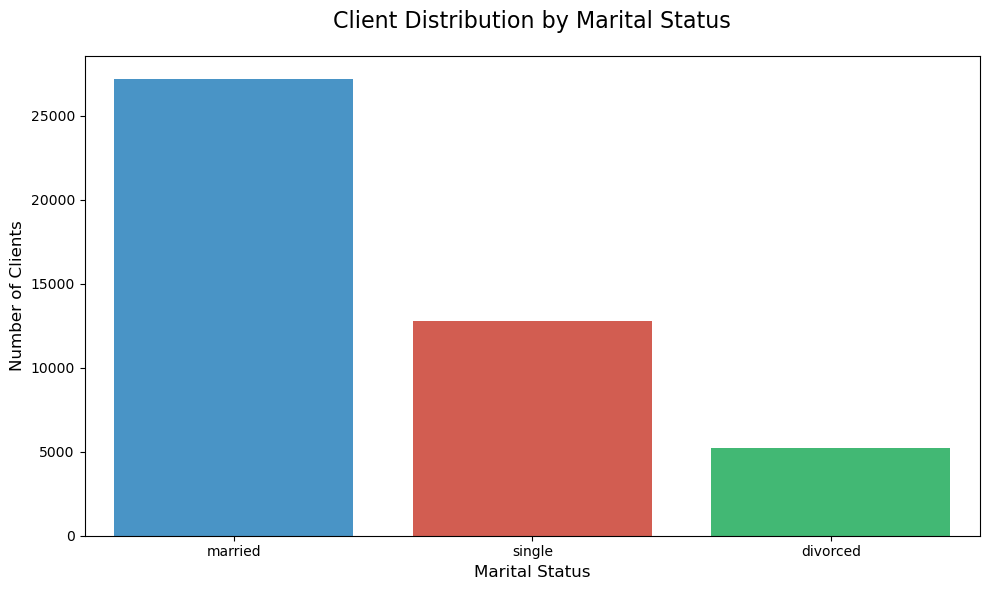 Client Distribution by Marital Status
Number of Clients
25000
20000
15000
10000
5000
0
married single divorced
Marital Status